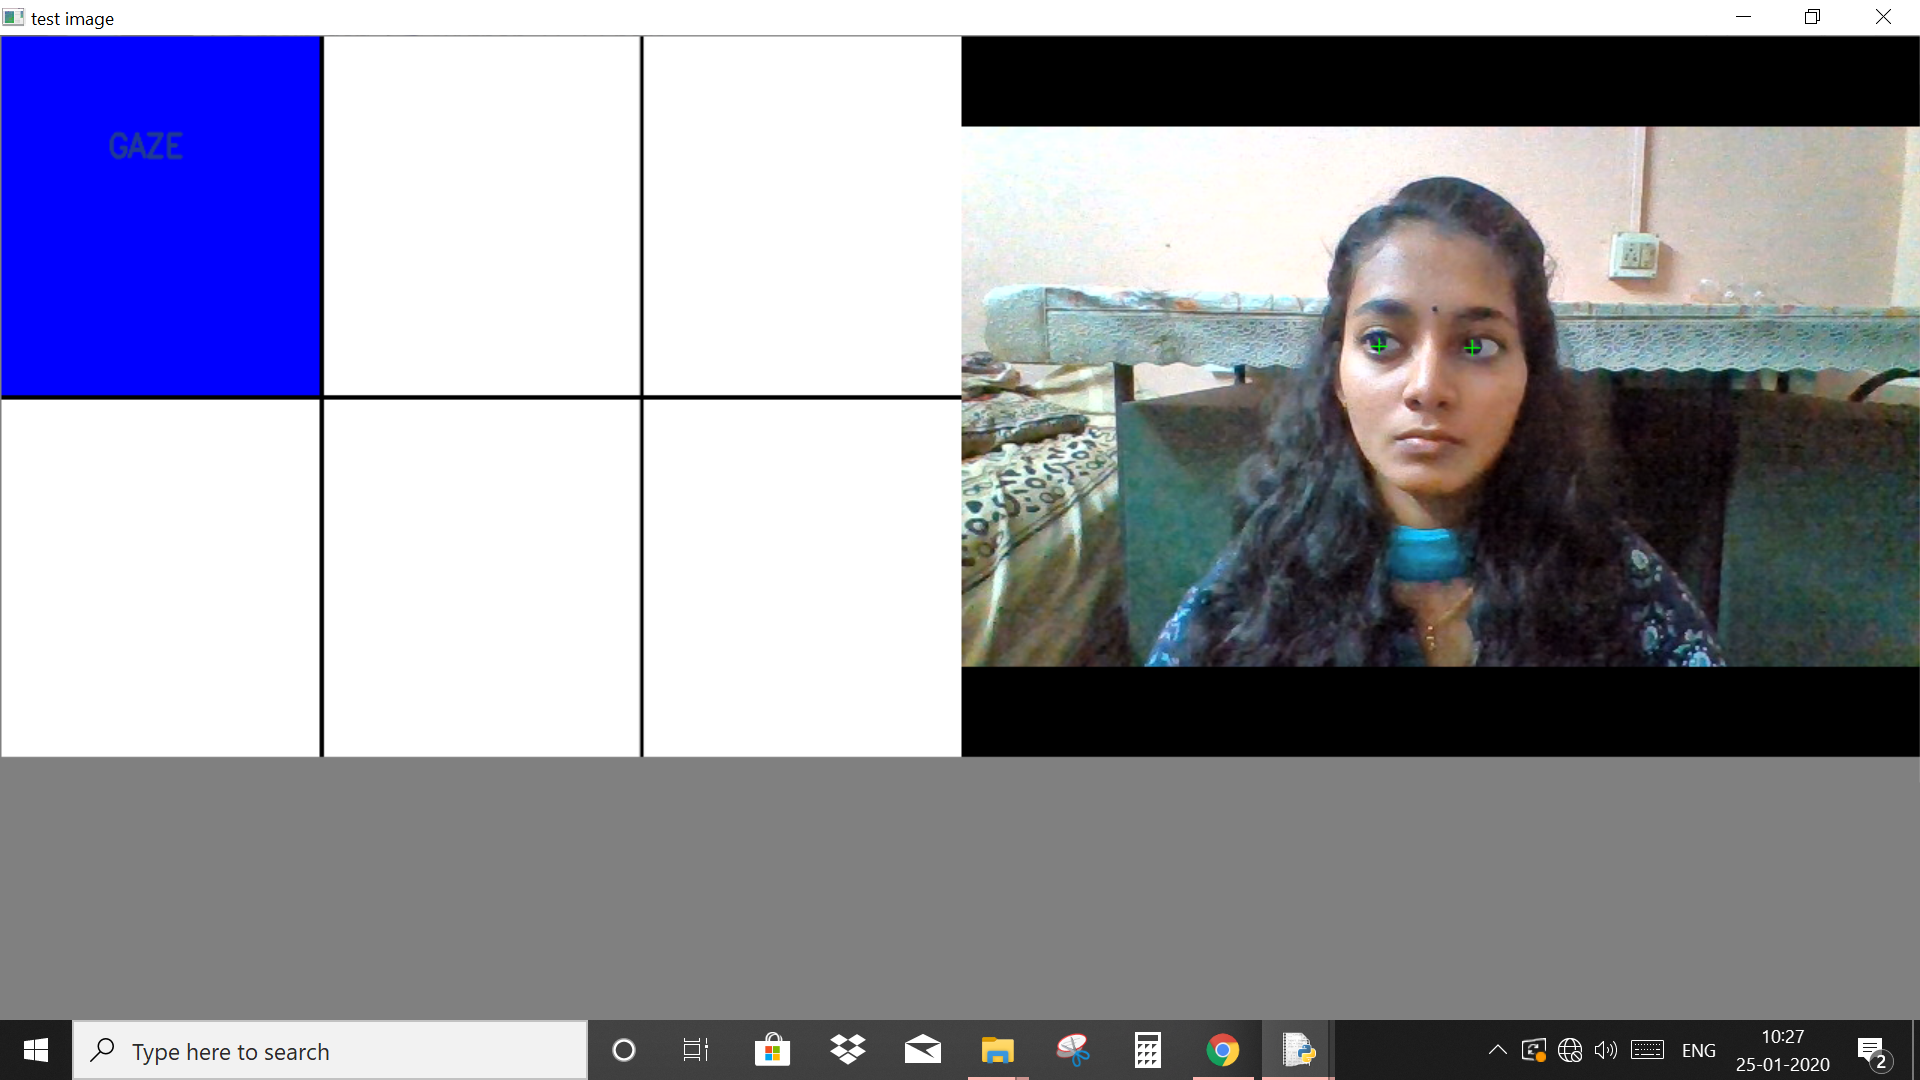 test image
GAZE
Type here to search
ENG
10:27
25-01-2020
2